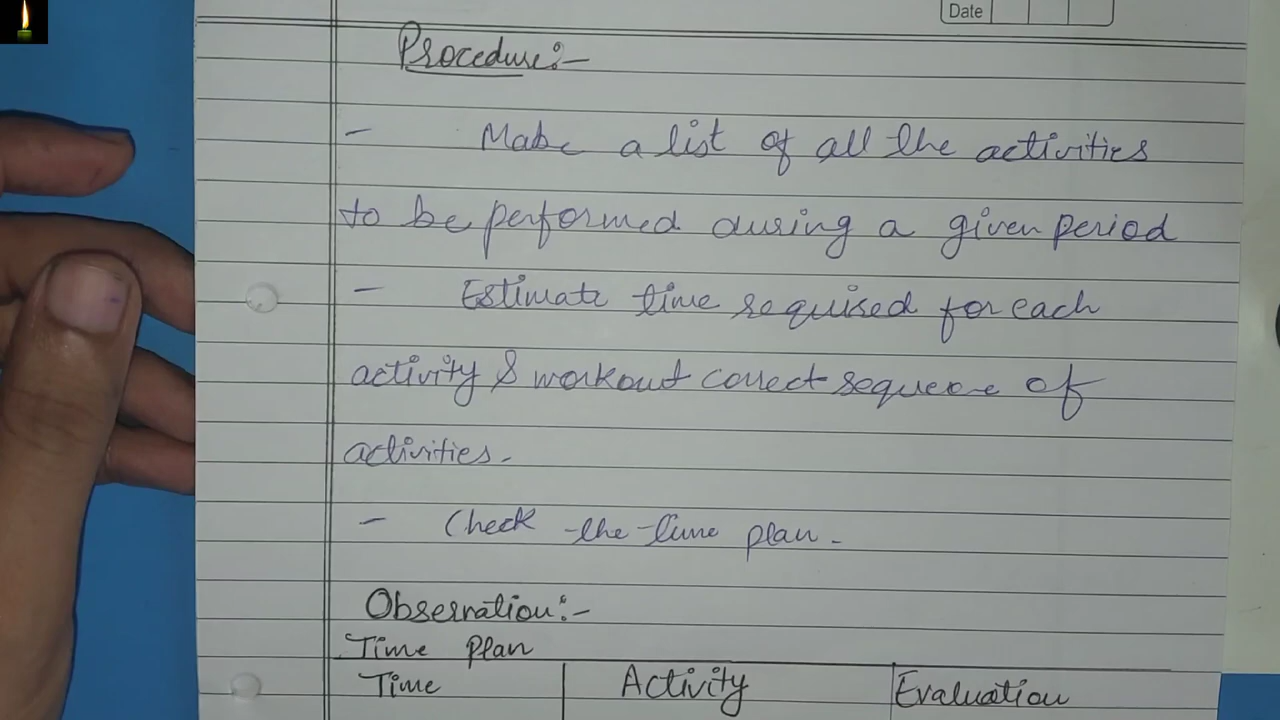 Date
Procedure:-
- Make a list of all the activities
to be performed during a given period
- Estimate time required for each
activity & workout correct sequence of
activities.
- Check the time plan.
Observation:-
Time Plan
Time Activity Evaluation